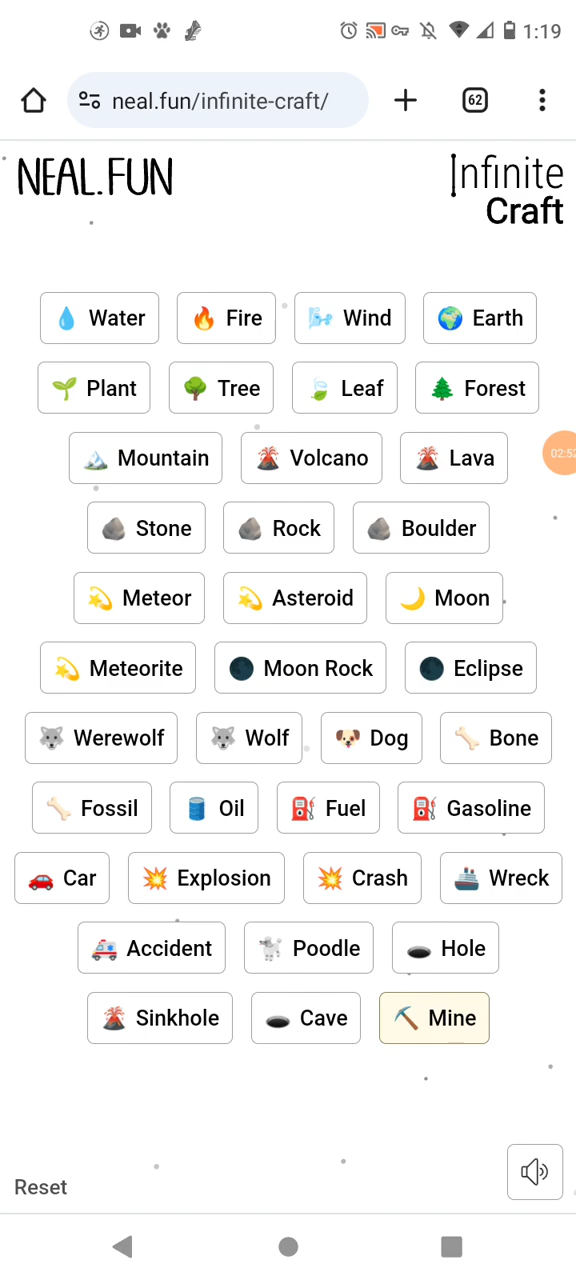 1:19
neal.fun/infinite-craft/
62
NEAL.FUN
Infinite
Craft
Water Fire Wind Earth
Plant Tree Leaf Forest
Mountain Volcano Lava
02:52
Stone Rock Boulder
Meteor Asteroid Moon
Meteorite Moon Rock Eclipse
Werewolf Wolf Dog Bone
Fossil Oil Fuel Gasoline
Car Explosion Crash Wreck
Accident Poodle Hole
Sinkhole Cave Mine
Reset